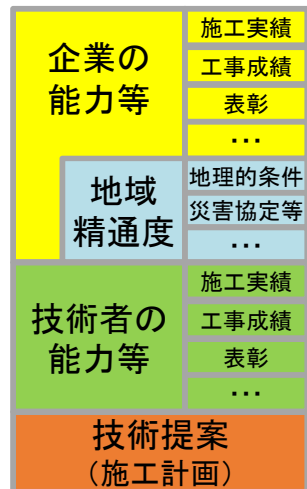 企業の
能力等
施工実績
工事成績
表彰
…
地域
精通度
地理的条件
災害協定等
…
技術者の
能力等
施工実績
工事成績
表彰
…
技術提案
（施工計画）